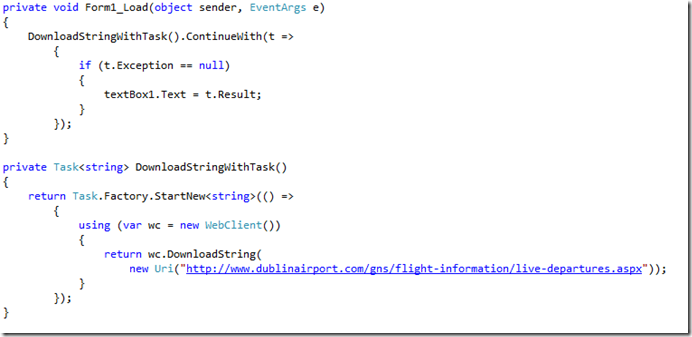 private void Form1_Load(object sender, EventArgs e)
{
    DownloadStringWithTask().ContinueWith(t =>
        {
            if (t.Exception == null)
            {
                textBox1.Text = t.Result;
            }
        });
}

private Task<string> DownloadStringWithTask()
{
    return Task.Factory.StartNew<string>(() =>
        {
            using (var wc = new WebClient())
            {
                return wc.DownloadString(
                    new Uri("http://www.dublinairport.com/gns/flight-information/live-departures.aspx"));
            }
        });
}